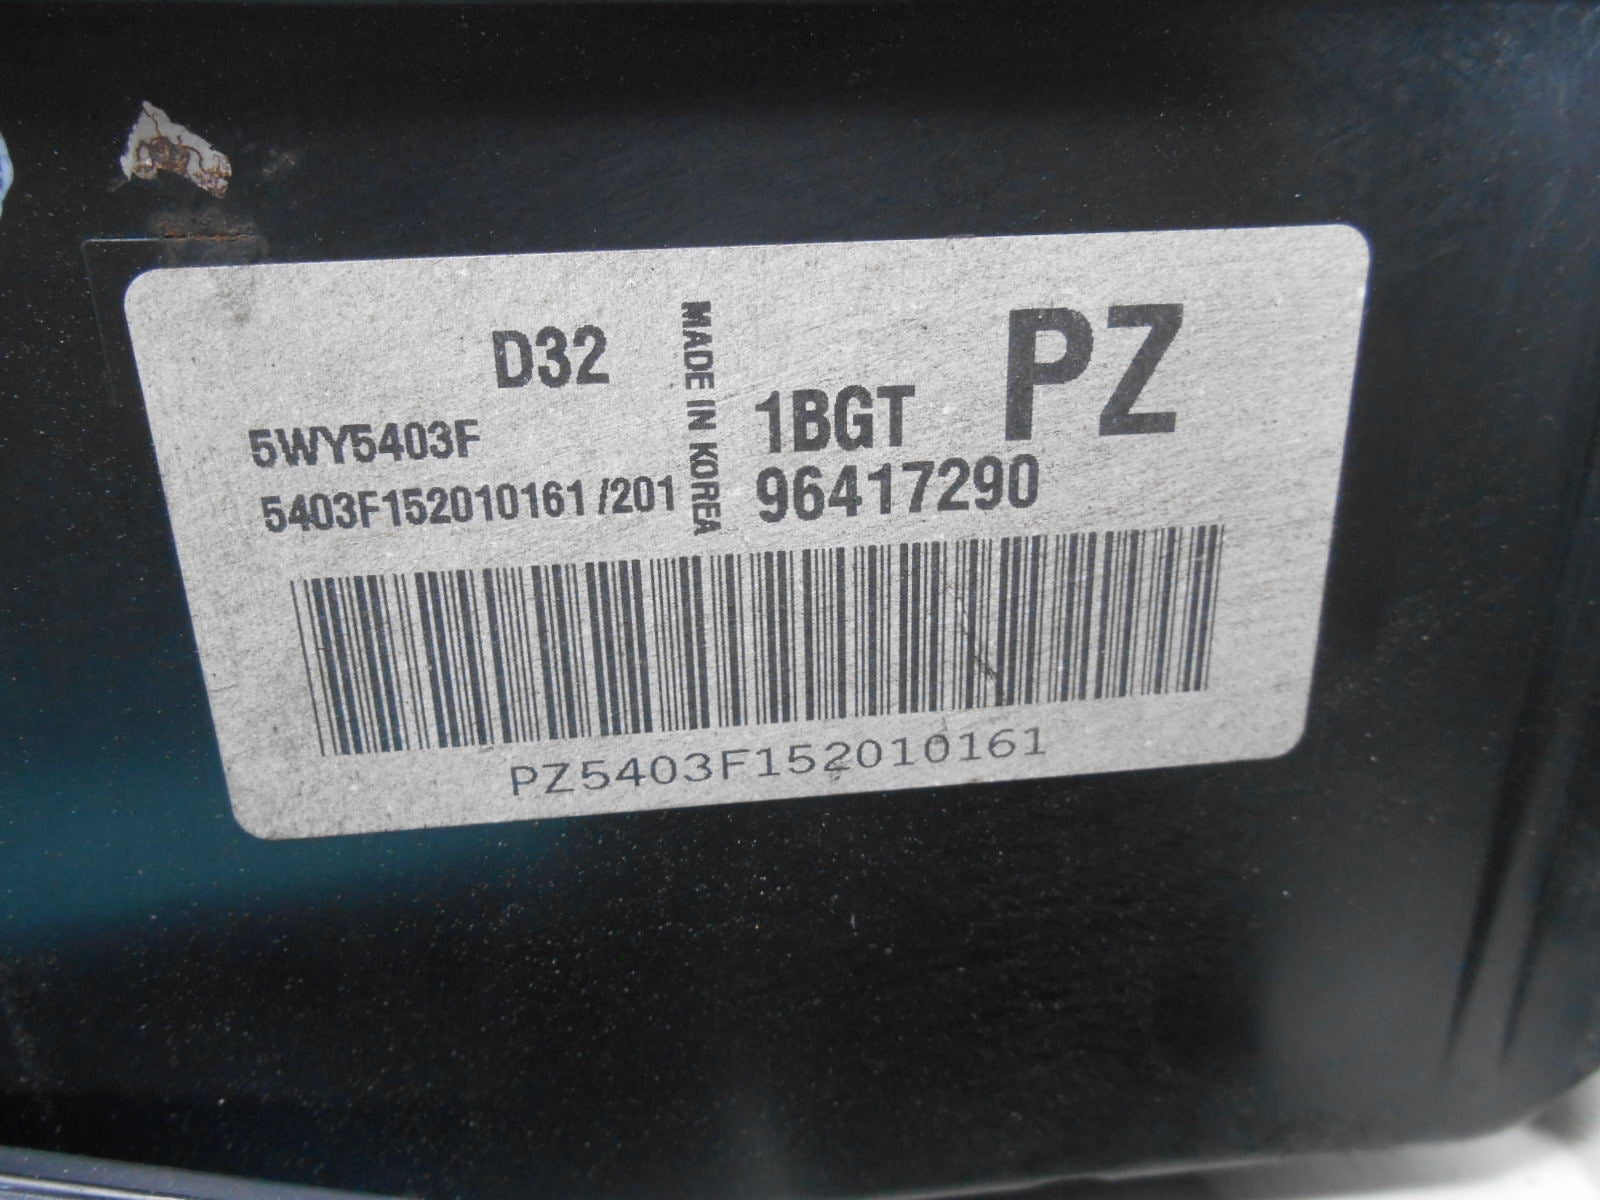 D32
5WY5403F
5403F152010161 /201
MADE IN KOREA
PZ
1BGT
96417290
PZ5403F152010161